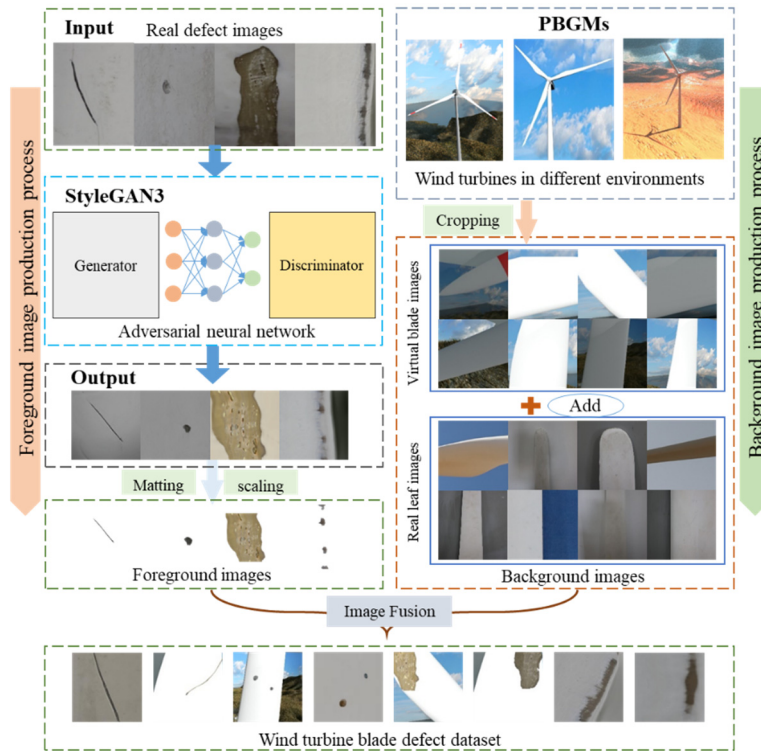 Input
Real defect images
StyleGAN3
Generator
Discriminator
Adversarial neural network
Output
Matting
scaling
Foreground images
Foreground image production process
PBGMs
Wind turbines in different environments
Cropping
Virtual blade images
Add
Real leaf images
Background images
Background image production process
Image Fusion
Wind turbine blade defect dataset